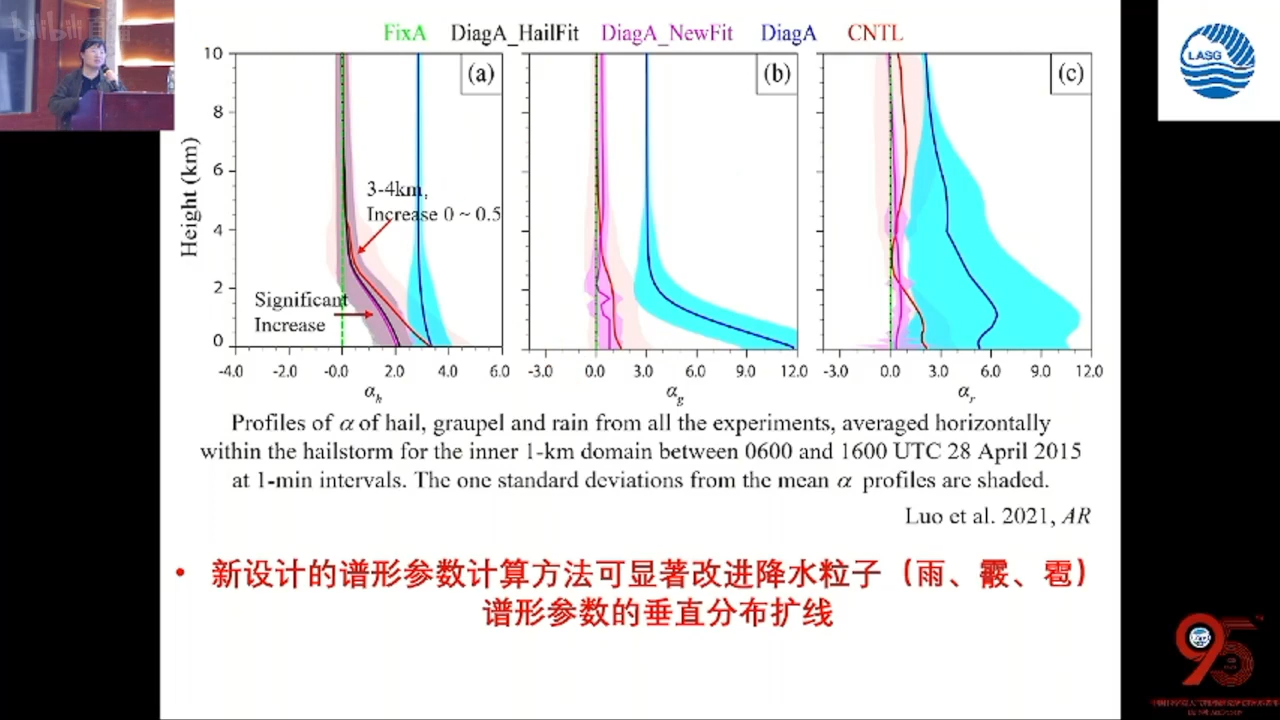 bilibili 直播
FixA DiagA_HailFit DiagA_NewFit DiagA CNTL
LASG
Height (km)
10
8
6
4
2
0
(a)
3-4km,
Increase 0 ~ 0.5
Significant
Increase
-4.0 -2.0 -0.0 2.0 4.0 6.0
αh
(b)
-3.0 0.0 3.0 6.0 9.0 12.0
αg
(c)
-3.0 0.0 3.0 6.0 9.0 12.0
αr
Profiles of α of hail, graupel and rain from all the experiments, averaged horizontally
within the hailstorm for the inner 1-km domain between 0600 and 1600 UTC 28 April 2015
at 1-min intervals. The one standard deviations from the mean α profiles are shaded.
Luo et al. 2021, AR
• 新设计的谱形参数计算方法可显著改进降水粒子（雨、霰、雹）
谱形参数的垂直分布扩线
95